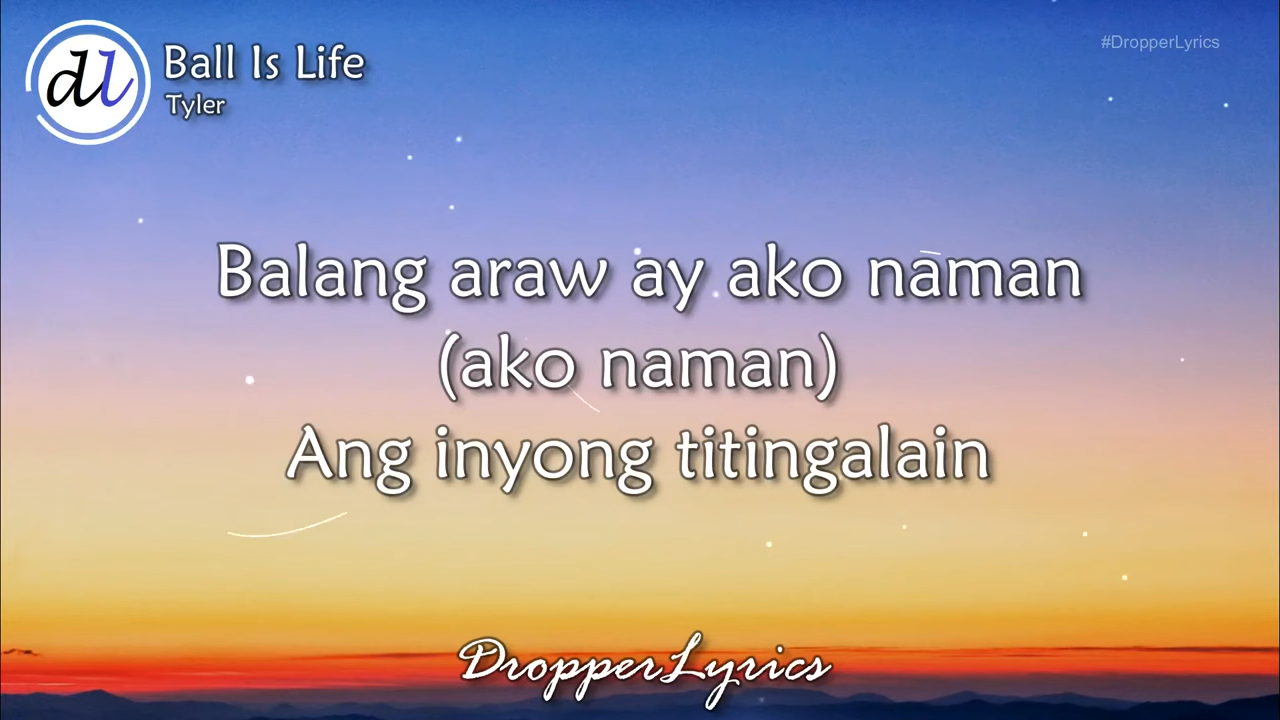 dl
Ball Is Life
Tyler
#DropperLyrics
Balang araw ay ako naman
(ako naman)
Ang inyong titingalain
DropperLyrics